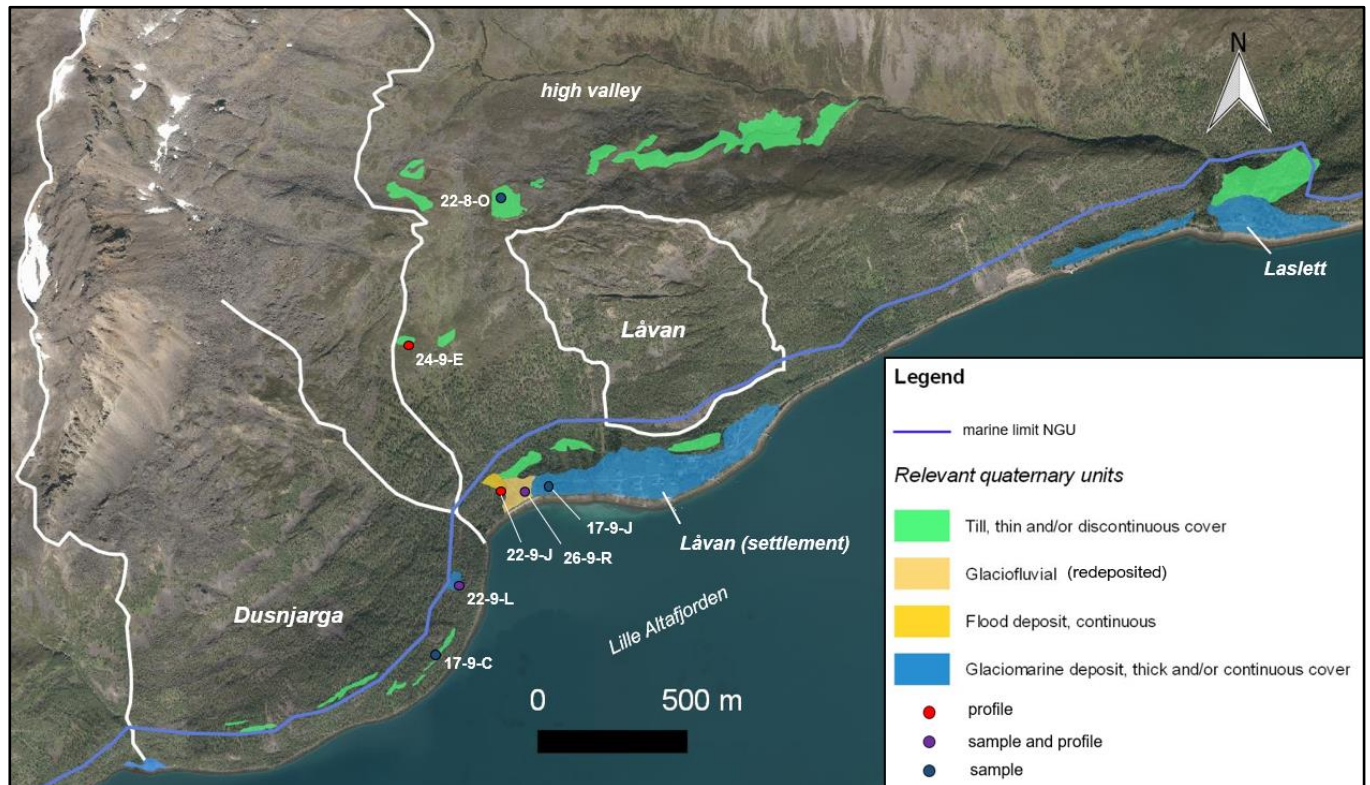 high valley
N
22-8-O
Laslett
Låvan
24-9-E
17-9-J
22-9-J
26-9-R
Låvan (settlement)
22-9-L
Dusnjarga
Lille Altafjorden
17-9-C
0 500 m
Legend
marine limit NGU
Relevant quaternary units
Till, thin and/or discontinuous cover
Glaciofluvial (redeposited)
Flood deposit, continuous
Glaciomarine deposit, thick and/or continuous cover
profile
sample and profile
sample